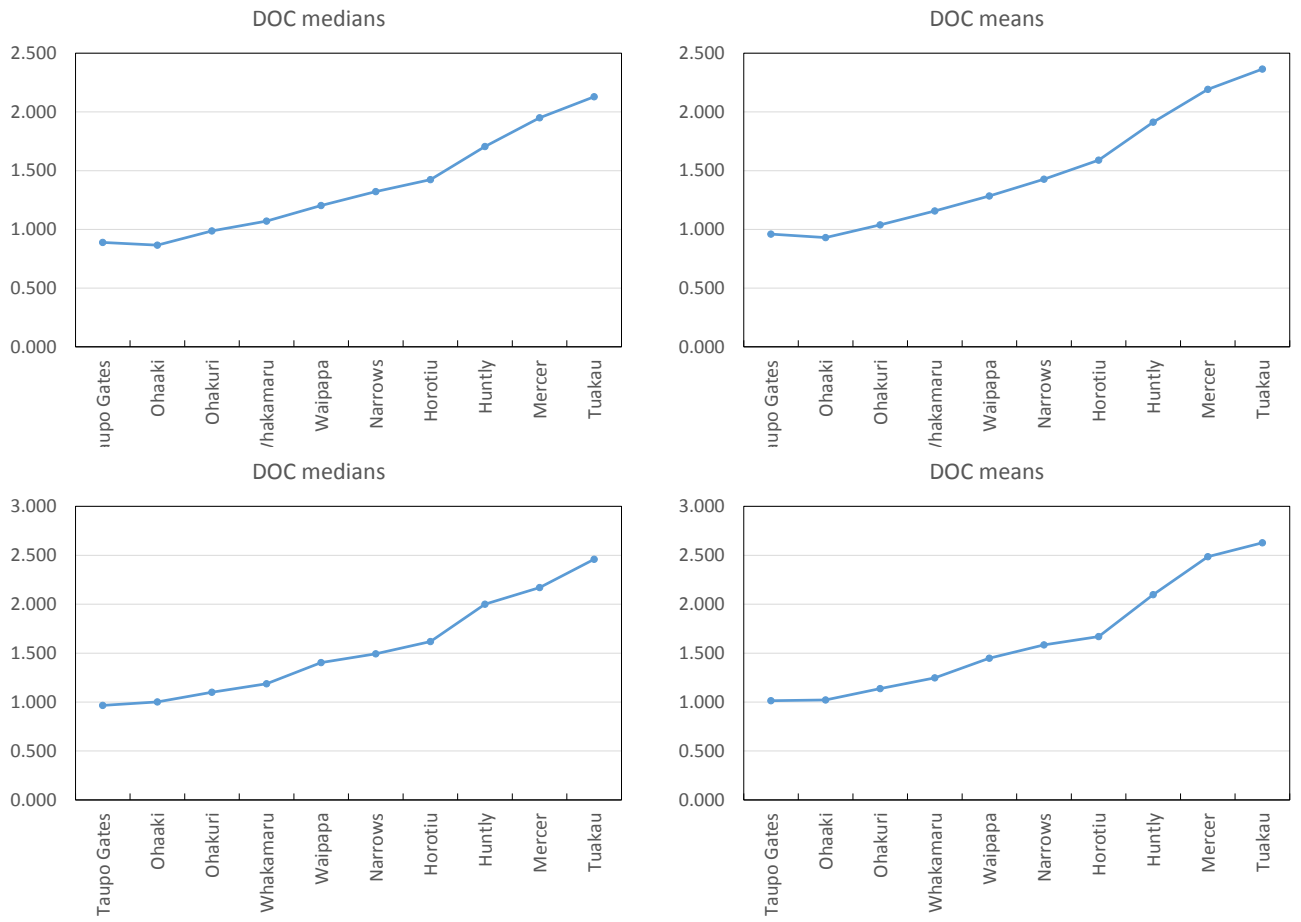 DOC medians
2.500
2.000
1.500
1.000
0.500
0.000
aupo Gates
Ohaaki
Ohakuri
/hakamaru
Waipapa
Narrows
Horotiu
Huntly
Mercer
Tuakau
DOC means
2.500
2.000
1.500
1.000
0.500
0.000
aupo Gates
Ohaaki
Ohakuri
/hakamaru
Waipapa
Narrows
Horotiu
Huntly
Mercer
Tuakau
DOC medians
3.000
2.500
2.000
1.500
1.000
0.500
0.000
Taupo Gates
Ohaaki
Ohakuri
Whakamaru
Waipapa
Narrows
Horotiu
Huntly
Mercer
Tuakau
DOC means
3.000
2.500
2.000
1.500
1.000
0.500
0.000
Taupo Gates
Ohaaki
Ohakuri
Whakamaru
Waipapa
Narrows
Horotiu
Huntly
Mercer
Tuakau